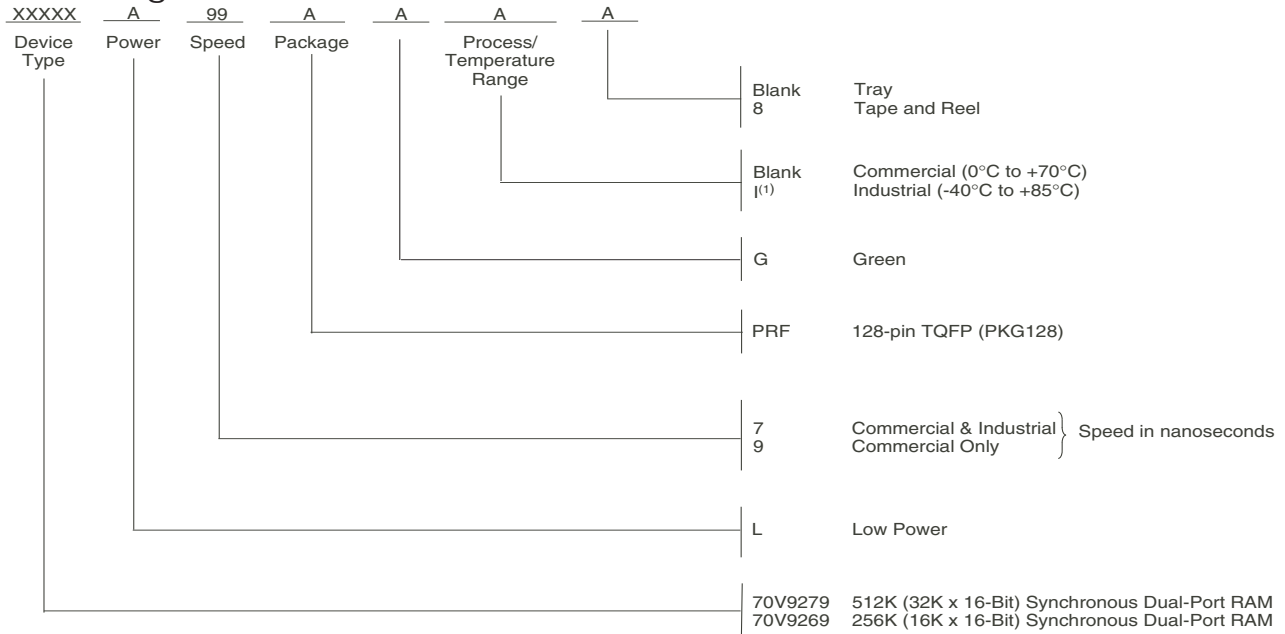 XXXXX A 99 A A A A
Device Type Power Speed Package Process/ Temperature Range
Blank Tray
8 Tape and Reel
Blank Commercial (0°C to +70°C)
I(1) Industrial (-40°C to +85°C)
G Green
PRF 128-pin TQFP (PKG128)
7 Commercial & Industrial
9 Commercial Only
Speed in nanoseconds
L Low Power
70V9279 512K (32K x 16-Bit) Synchronous Dual-Port RAM
70V9269 256K (16K x 16-Bit) Synchronous Dual-Port RAM